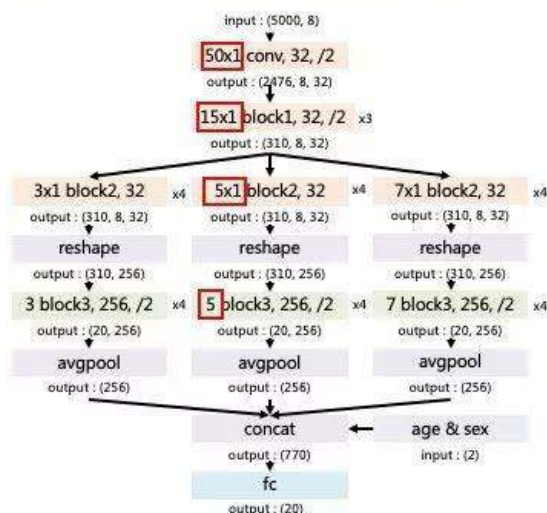 input : (5000, 8)
50x1 conv, 32, /2
output : (2476, 8, 32)
15x1 block1, 32, /2 x3
output : (310, 8, 32)
3x1 block2, 32 x4 5x1 block2, 32 x4 7x1 block2, 32 x4
output : (310, 8, 32) output : (310, 8, 32) output : (310, 8, 32)
reshape reshape reshape
output : (310, 256) output : (310, 256) output : (310, 256)
3 block3, 256, /2 x4 5 block3, 256, /2 x4 7 block3, 256, /2 x4
output : (20, 256) output : (20, 256) output : (20, 256)
avgpool avgpool avgpool
output : (256) output : (256) output : (256)
concat age & sex
output : (770) input : (2)
fc
output : (20)